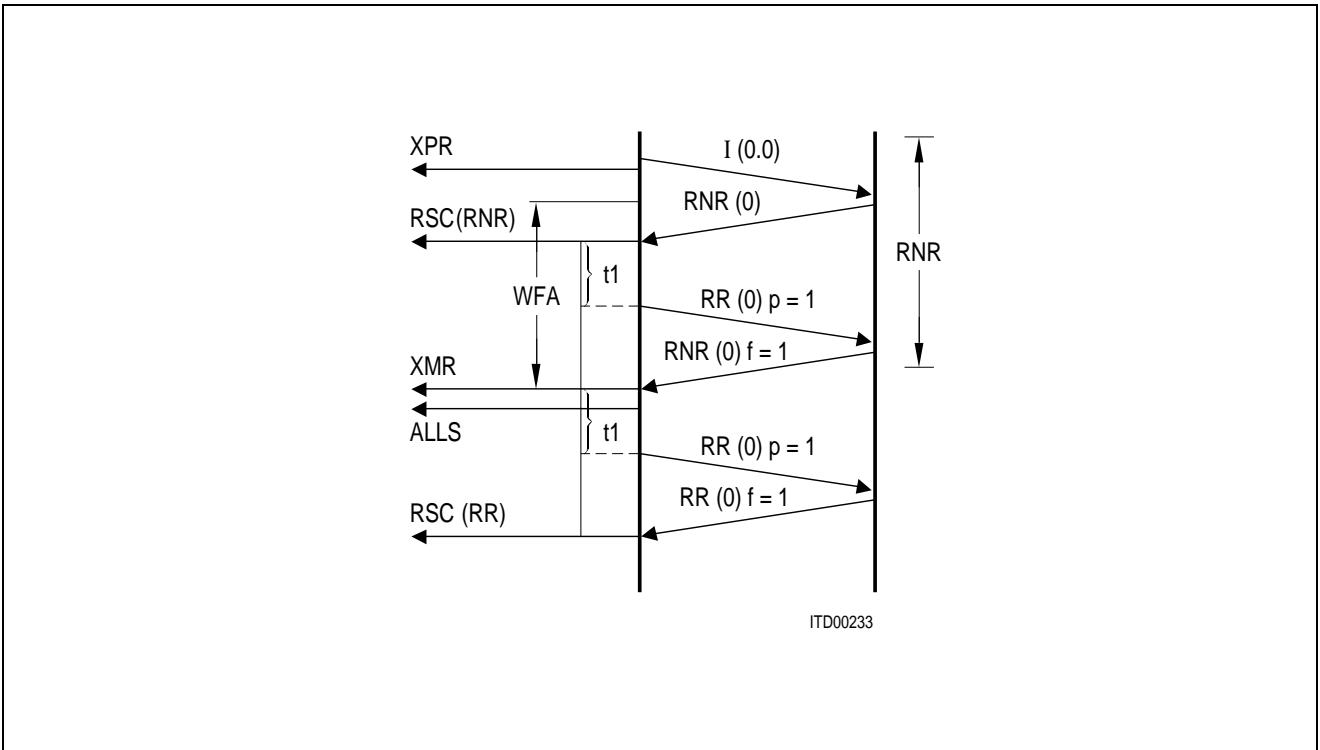 XPR
I (0.0)
RNR (0)
RSC(RNR)
RNR
t1
WFA
RR (0) p = 1
RNR (0) f = 1
XMR
ALLS
t1
RR (0) p = 1
RR (0) f = 1
RSC (RR)
ITD00233